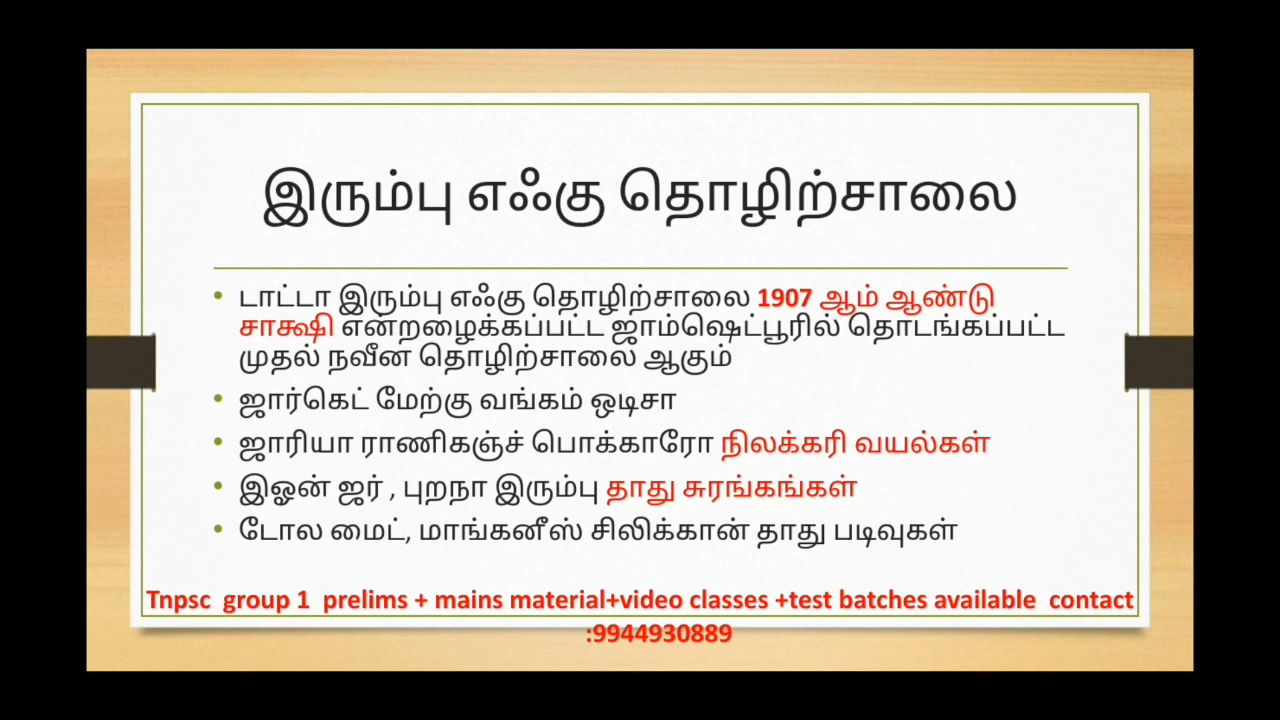 இரும்பு எஃகு தொழிற்சாலை
• டாட்டா இரும்பு எஃகு தொழிற்சாலை 1907 ஆம் ஆண்டு
சாக்ஷி என்றழைக்கப்பட்ட ஜாம்ஷெட்பூரில் தொடங்கப்பட்ட
முதல் நவீன தொழிற்சாலை ஆகும்
• ஜார்கெட் மேற்கு வங்கம் ஒடிசா
• ஜாரியா ராணிகஞ்ச் பொக்காரோ நிலக்கரி வயல்கள்
• இஓன் ஜர் , புறநா இரும்பு தாது சுரங்கங்கள்
• டோல மைட், மாங்கனீஸ் சிலிக்கான் தாது படிவுகள்
Tnpsc group 1 prelims + mains material+video classes +test batches available contact
:9944930889